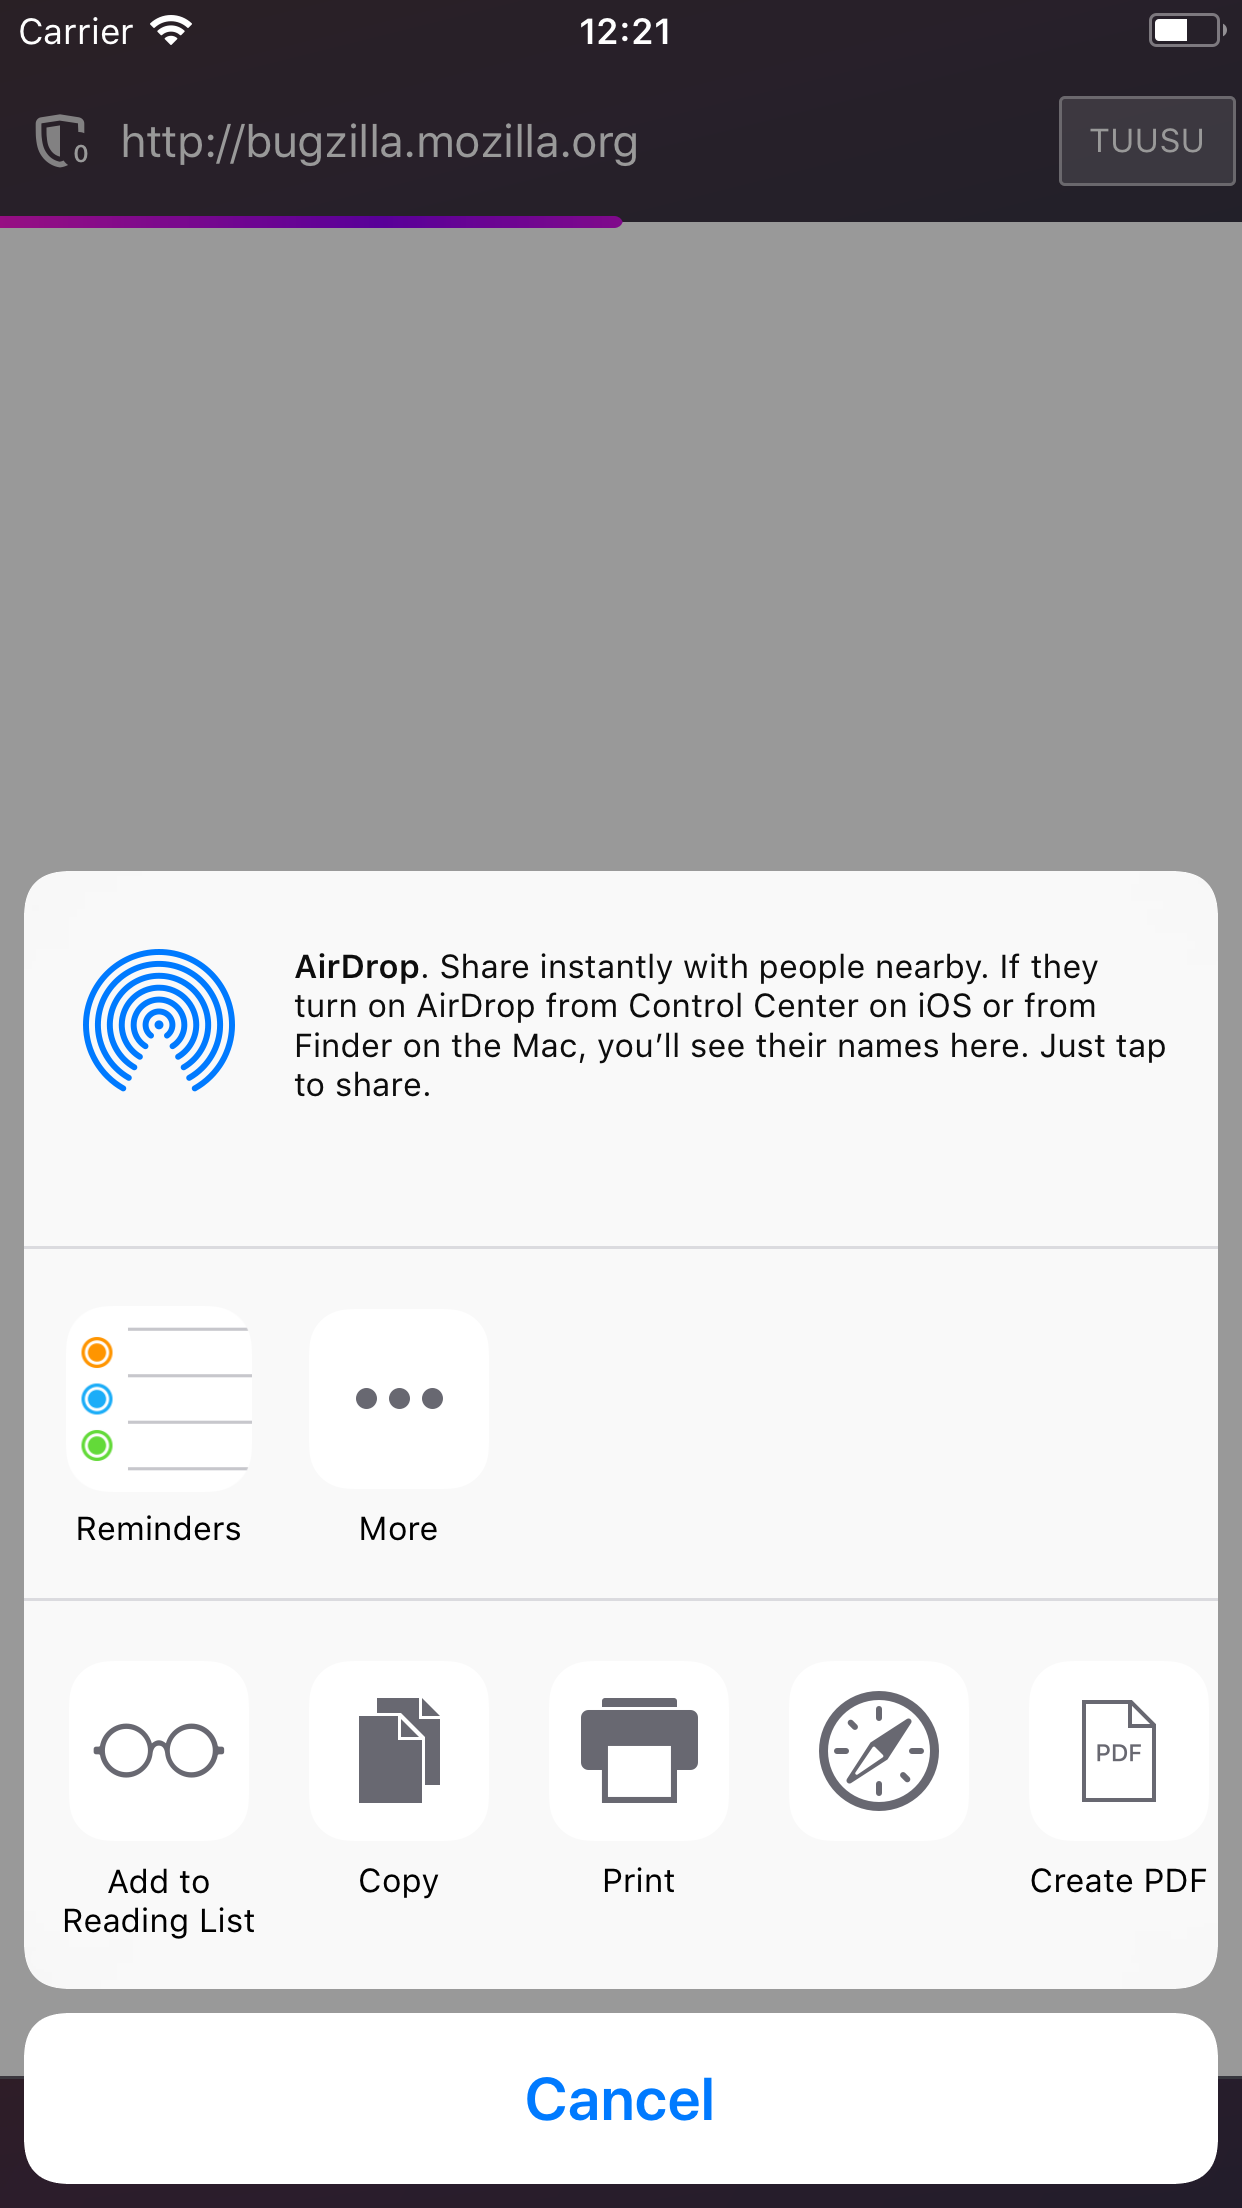 Carrier 12:21
0 http://bugzilla.mozilla.org TUUSU
AirDrop. Share instantly with people nearby. If they
turn on AirDrop from Control Center on iOS or from
Finder on the Mac, you’ll see their names here. Just tap
to share.
Reminders More
PDF
Add to
Reading List Copy Print Create PDF
Cancel